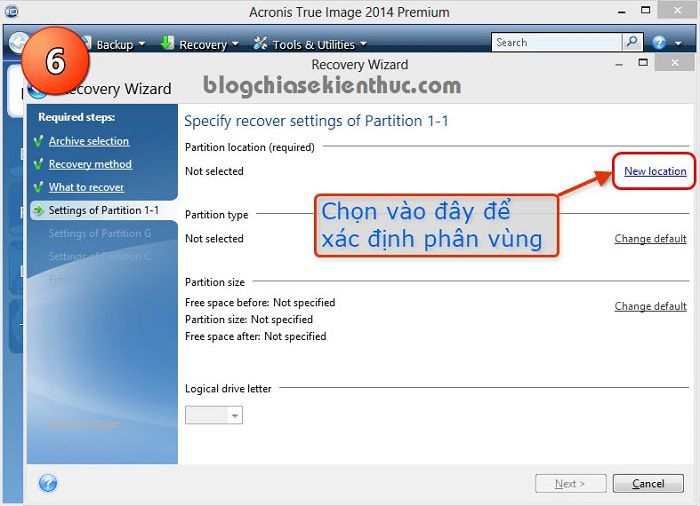 Acronis True Image 2014 Premium
Backup
Recovery
Tools & Utilities
Search
6
Recovery Wizard
blogchiasekienthuc.com
Recovery Wizard
Required steps:
Archive selection
Recovery method
What to recover
Settings of Partition 1-1
Settings of Partition G
Settings of Partition C
Finish
Specify recover settings of Partition 1-1
Partition location (required)
Not selected
New location
Chọn vào đây để
xác định phân vùng
Partition type
Not selected
Change default
Partition size
Free space before: Not specified
Change default
Partition size: Not specified
Free space after: Not specified
Logical drive letter
Next >
Cancel